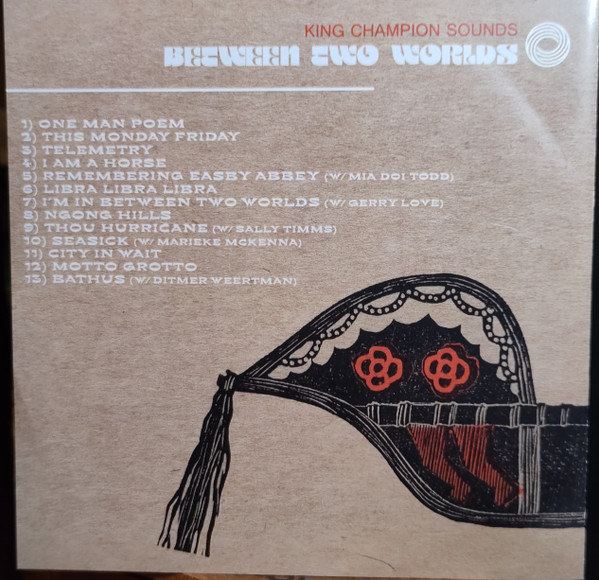 KING CHAMPION SOUNDS
BETWEEN TWO WORLDS
1) ONE MAN POEM
2) THIS MONDAY FRIDAY
3) TELEMETRY
4) I AM A HORSE
5) REMEMBERING EASBY ABBEY (W/ MIA DOI TODD)
6) LIBRA LIBRA LIBRA
7) I'M IN BETWEEN TWO WORLDS (W/ GERRY LOVE)
8) NGONG HILLS
9) THOU HURRICANE (W/ SALLY TIMMS)
10) SEASICK (W/ MARIEKE MCKENNA)
11) CITY IN WAIT
12) MOTTO GROTTO
13) BATHUS (W/ DITMER WEERTMAN)